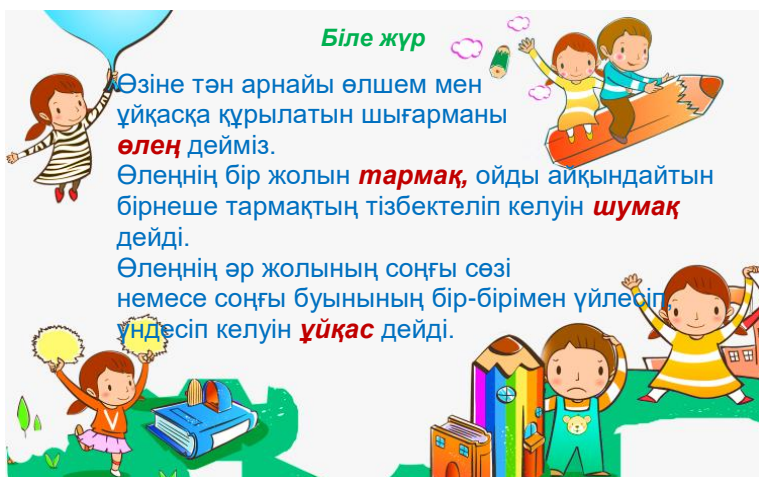 Біле жүр
Өзіне тән арнайы өлшем мен
ұйқасқа құрылатын шығарманы
өлең дейміз.
Өлеңнің бір жолын тармақ, ойды айқындайтын
бірнеше тармақтың тізбектеліп келуін шумақ
дейді.
Өлеңнің әр жолының соңғы сөзі
немесе соңғы буынының бір-бірімен үйлесіп,
үндесіп келуін ұйқас дейді.